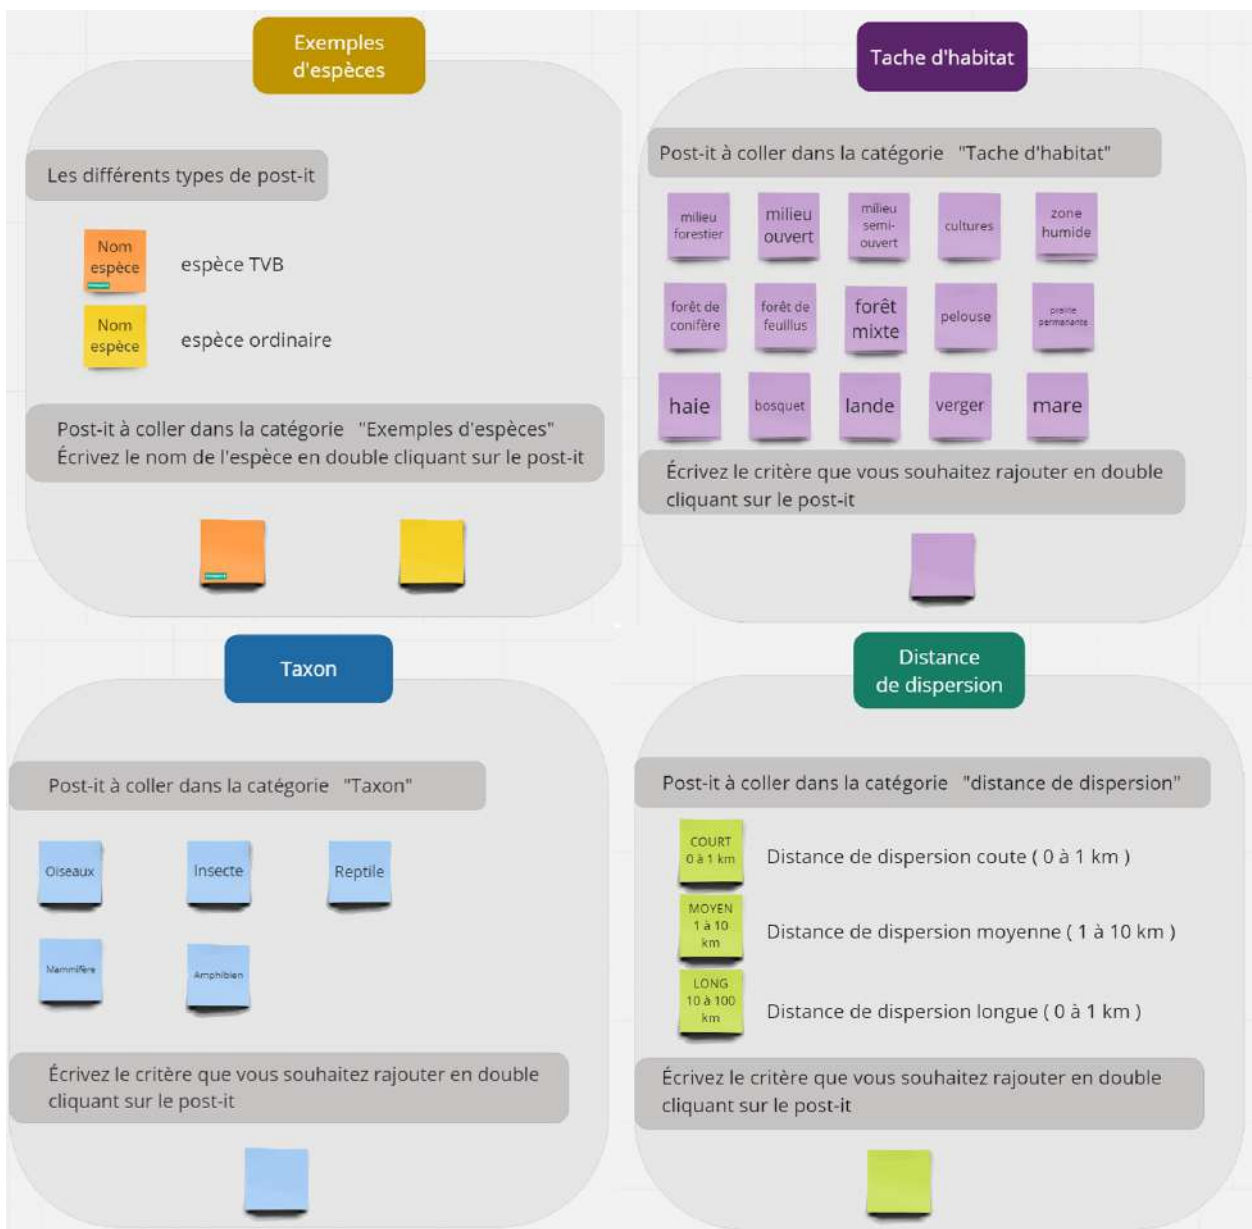 Exemples
d'espèces
Les différents types de post-it
Nom
espèce
espèce TVB
Nom
espèce
espèce ordinaire
Post-it à coller dans la catégorie "Exemples d'espèces"
Écrivez le nom de l'espèce en double cliquant sur le post-it
Tache d'habitat
Post-it à coller dans la catégorie "Tache d'habitat"
milieu
forestier
milieu
ouvert
milieu
semi-
ouvert
cultures
zone
humide
forêt de
conifère
forêt de
feuillus
forêt
mixte
pelouse
prairie
permanente
haie
bosquet
lande
verger
mare
Écrivez le critère que vous souhaitez rajouter en double
cliquant sur le post-it
Taxon
Post-it à coller dans la catégorie "Taxon"
Oiseaux
Insecte
Reptile
Mammifère
Amphibien
Écrivez le critère que vous souhaitez rajouter en double
cliquant sur le post-it
Distance
de dispersion
Post-it à coller dans la catégorie "distance de dispersion"
COURT
0 à 1 km
Distance de dispersion coute ( 0 à 1 km )
MOYEN
1 à 10
km
Distance de dispersion moyenne ( 1 à 10 km )
LONG
10 à 100
km
Distance de dispersion longue ( 0 à 1 km )
Écrivez le critère que vous souhaitez rajouter en double
cliquant sur le post-it